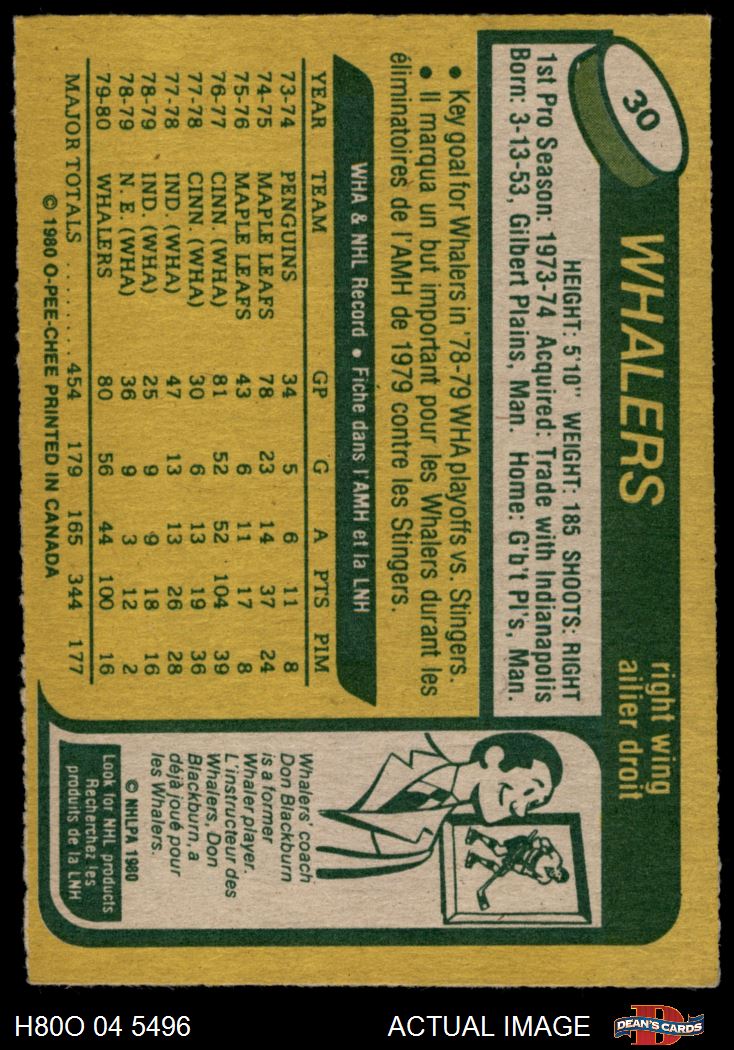 30
WHALERS
right wing
ailier droit
HEIGHT: 5'10" WEIGHT: 185 SHOOTS: RIGHT
1st Pro Season: 1973-74 Acquired: Trade with Indianapolis
Born: 3-13-53, Gilbert Plains, Man. Home: G'b't Pl's, Man.
• Key goal for Whalers in '78-79 WHA playoffs vs. Stingers.
• Il marqua un but important pour les Whalers durant les
éliminatoires de l'AMH de 1979 contre les Stingers.
WHA & NHL Record • Fiche dans l'AMH et la LNH
YEAR TEAM GP G A PTS PIM
73-74 PENGUINS 34 5 6 11 8
74-75 MAPLE LEAFS 78 23 14 37 24
75-76 MAPLE LEAFS 43 6 11 17 8
76-77 CINN. (WHA) 81 52 52 104 39
77-78 CINN. (WHA) 30 6 13 19 36
77-78 IND. (WHA) 47 13 13 26 28
78-79 IND. (WHA) 25 9 9 18 16
78-79 N. E. (WHA) 36 9 3 12 2
79-80 WHALERS 80 56 44 100 16
MAJOR TOTALS ........ 454 179 165 344 177
© 1980 O-PEE-CHEE PRINTED IN CANADA
Whalers' coach
Don Blackburn
is a former
Whaler player.
L'instructeur des
Whalers, Don
Blackburn, a
déjà joué pour
les Whalers.
© NHLPA 1980
Look for NHL products
Recherchez les
produits de la LNH
H80O 04 5496
ACTUAL IMAGE
D
DEAN'S CARDS